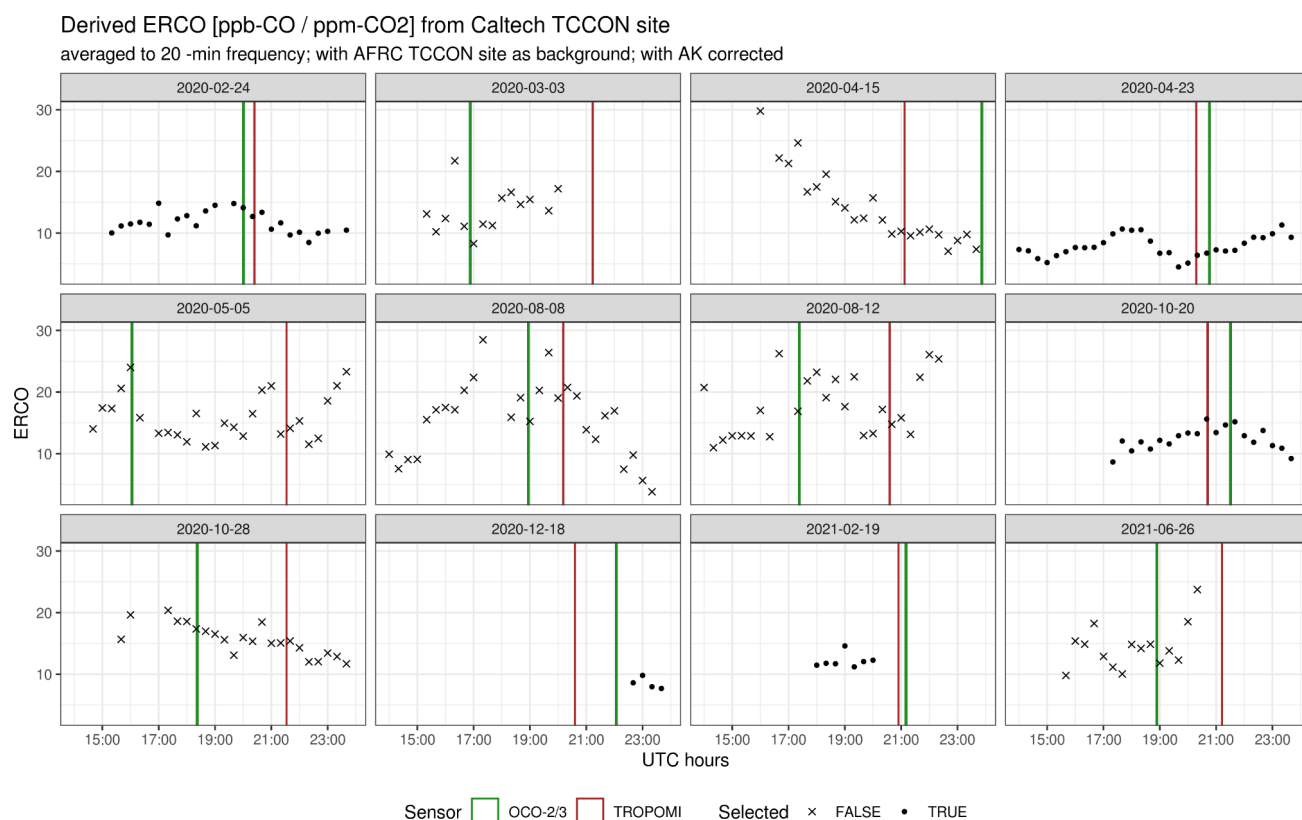 Derived ERCO [ppb-CO / ppm-CO2] from Caltech TCCON site
averaged to 20 -min frequency; with AFRC TCCON site as background; with AK corrected
2020-02-24 2020-03-03 2020-04-15 2020-04-23
30
20
10
2020-05-05 2020-08-08 2020-08-12 2020-10-20
30
20
10
ERCO
2020-10-28 2020-12-18 2021-02-19 2021-06-26
30
20
10
15:00 17:00 19:00 21:00 23:00 15:00 17:00 19:00 21:00 23:00 15:00 17:00 19:00 21:00 23:00 15:00 17:00 19:00 21:00 23:00
UTC hours
Sensor OCO-2/3 TROPOMI Selected FALSE TRUE